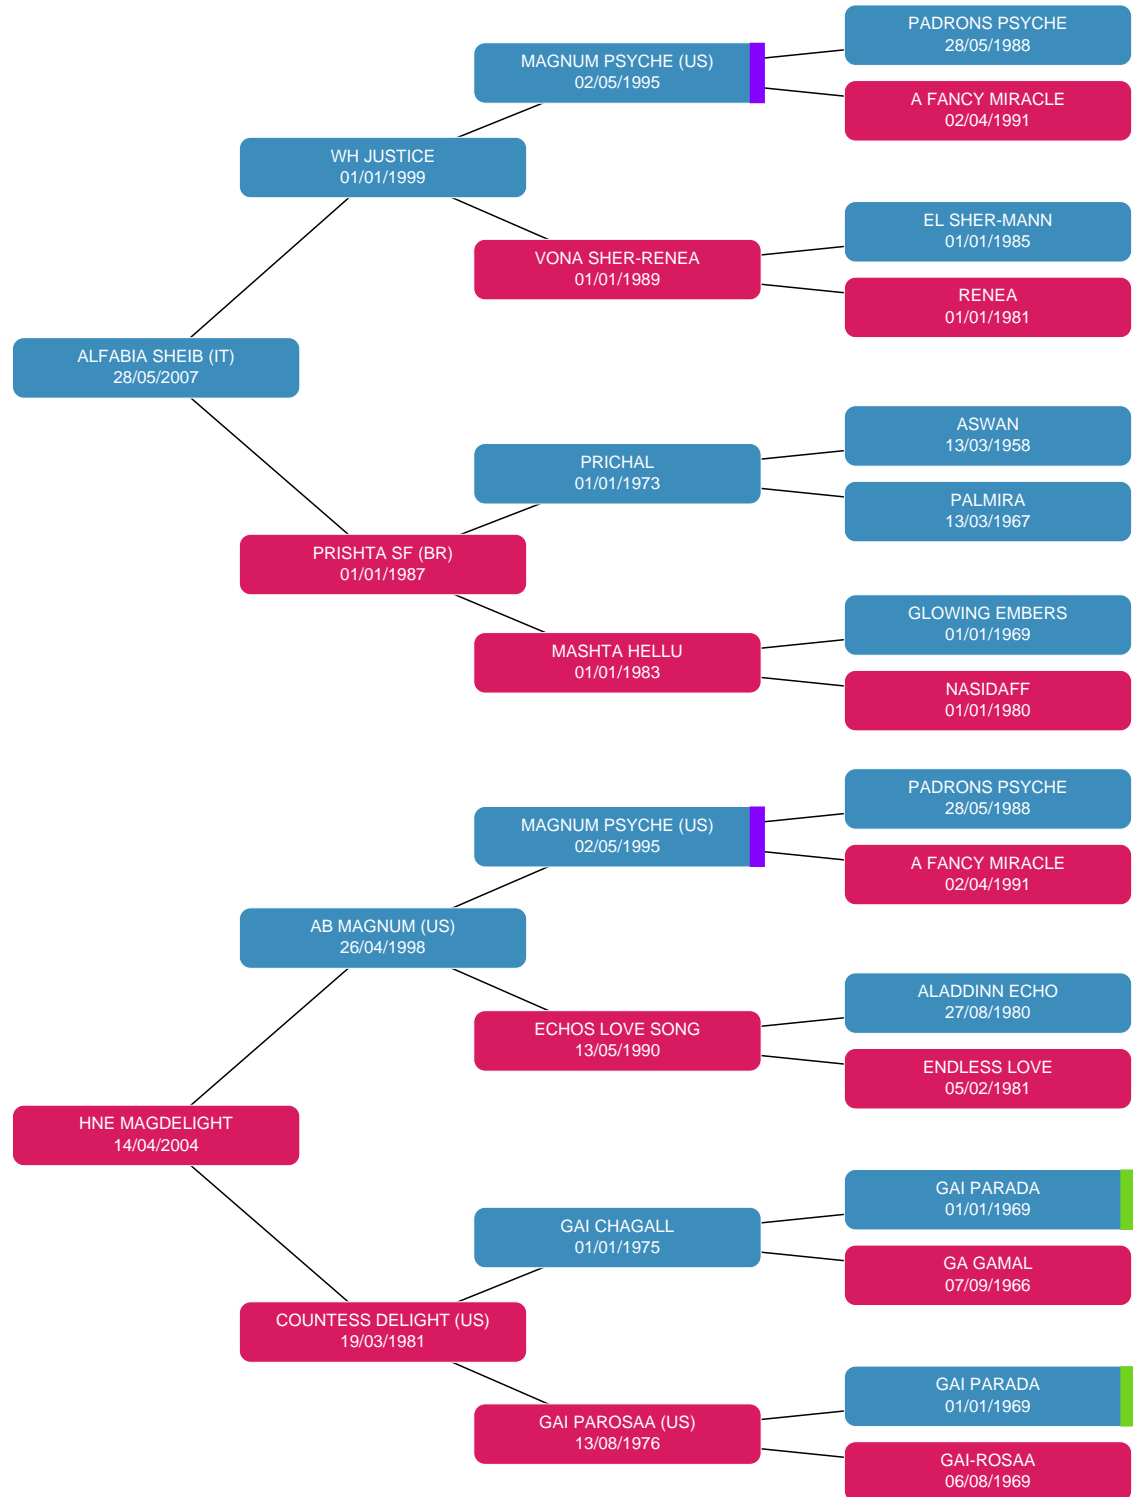 PADRONS PSYCHE
28/05/1988
MAGNUM PSYCHE (US)
02/05/1995
A FANCY MIRACLE
02/04/1991
WH JUSTICE
01/01/1999
EL SHER-MANN
01/01/1985
VONA SHER-RENEA
01/01/1989
RENEA
01/01/1981
ALFABIA SHEIB (IT)
28/05/2007
ASWAN
13/03/1958
PRICHAL
01/01/1973
PALMIRA
13/03/1967
PRISHTA SF (BR)
01/01/1987
GLOWING EMBERS
01/01/1969
MASHTA HELLU
01/01/1983
NASIDAFF
01/01/1980
PADRONS PSYCHE
28/05/1988
MAGNUM PSYCHE (US)
02/05/1995
A FANCY MIRACLE
02/04/1991
AB MAGNUM (US)
26/04/1998
ALADDINN ECHO
27/08/1980
ECHOS LOVE SONG
13/05/1990
ENDLESS LOVE
05/02/1981
HNE MAGDELIGHT
14/04/2004
GAI PARADA
01/01/1969
GAI CHAGALL
01/01/1975
GA GAMAL
07/09/1966
COUNTESS DELIGHT (US)
19/03/1981
GAI PARADA
01/01/1969
GAI PAROSAA (US)
13/08/1976
GAI-ROSAA
06/08/1969